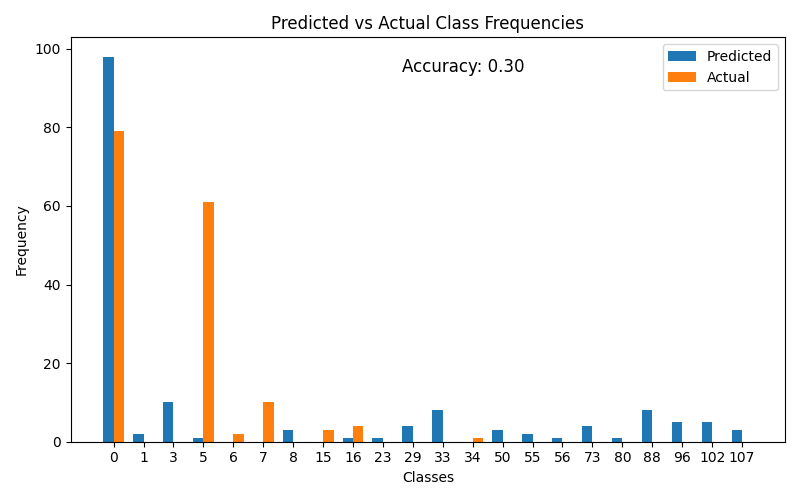 Predicted vs Actual Class Frequencies
Accuracy: 0.30
Predicted
Actual
Frequency
100
80
60
40
20
0
0 1 3 5 6 7 8 15 16 23 29 33 34 50 55 56 73 80 88 96 102 107
Classes